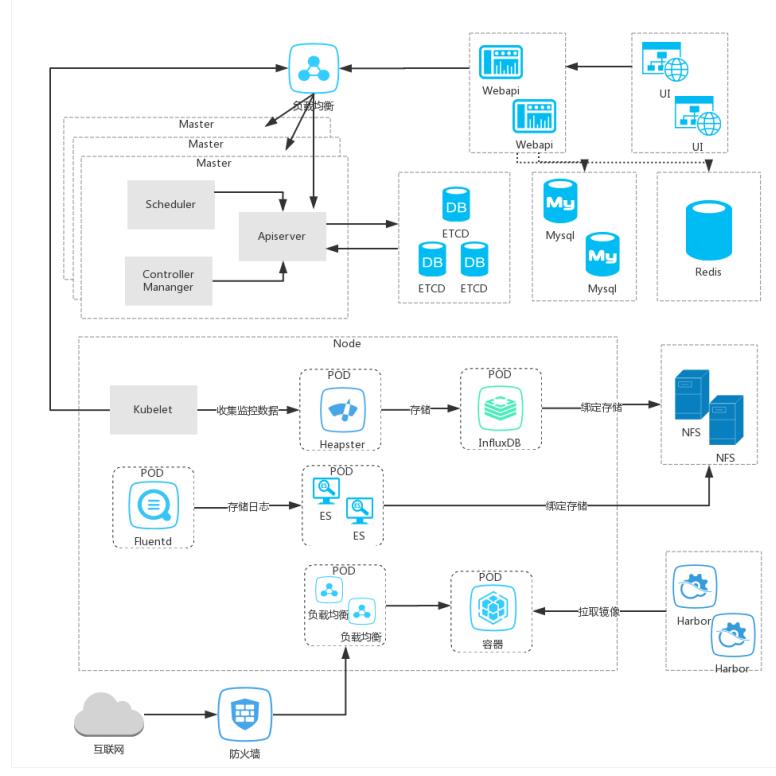 负载均衡
Webapi
Webapi
UI
UI
Master
Master
Master
Scheduler
Apiserver
Controller
Mananger
DB
ETCD
DB
DB
ETCD
ETCD
My
Mysql
My
Mysql
Redis
Node
Kubelet
收集监控数据
POD
Heapster
存储
POD
InfluxDB
绑定存储
NFS
NFS
POD
Fluentd
存储日志
POD
ES
ES
绑定存储
POD
负载均衡
负载均衡
POD
容器
拉取镜像
Harbor
Harbor
互联网
防火墙